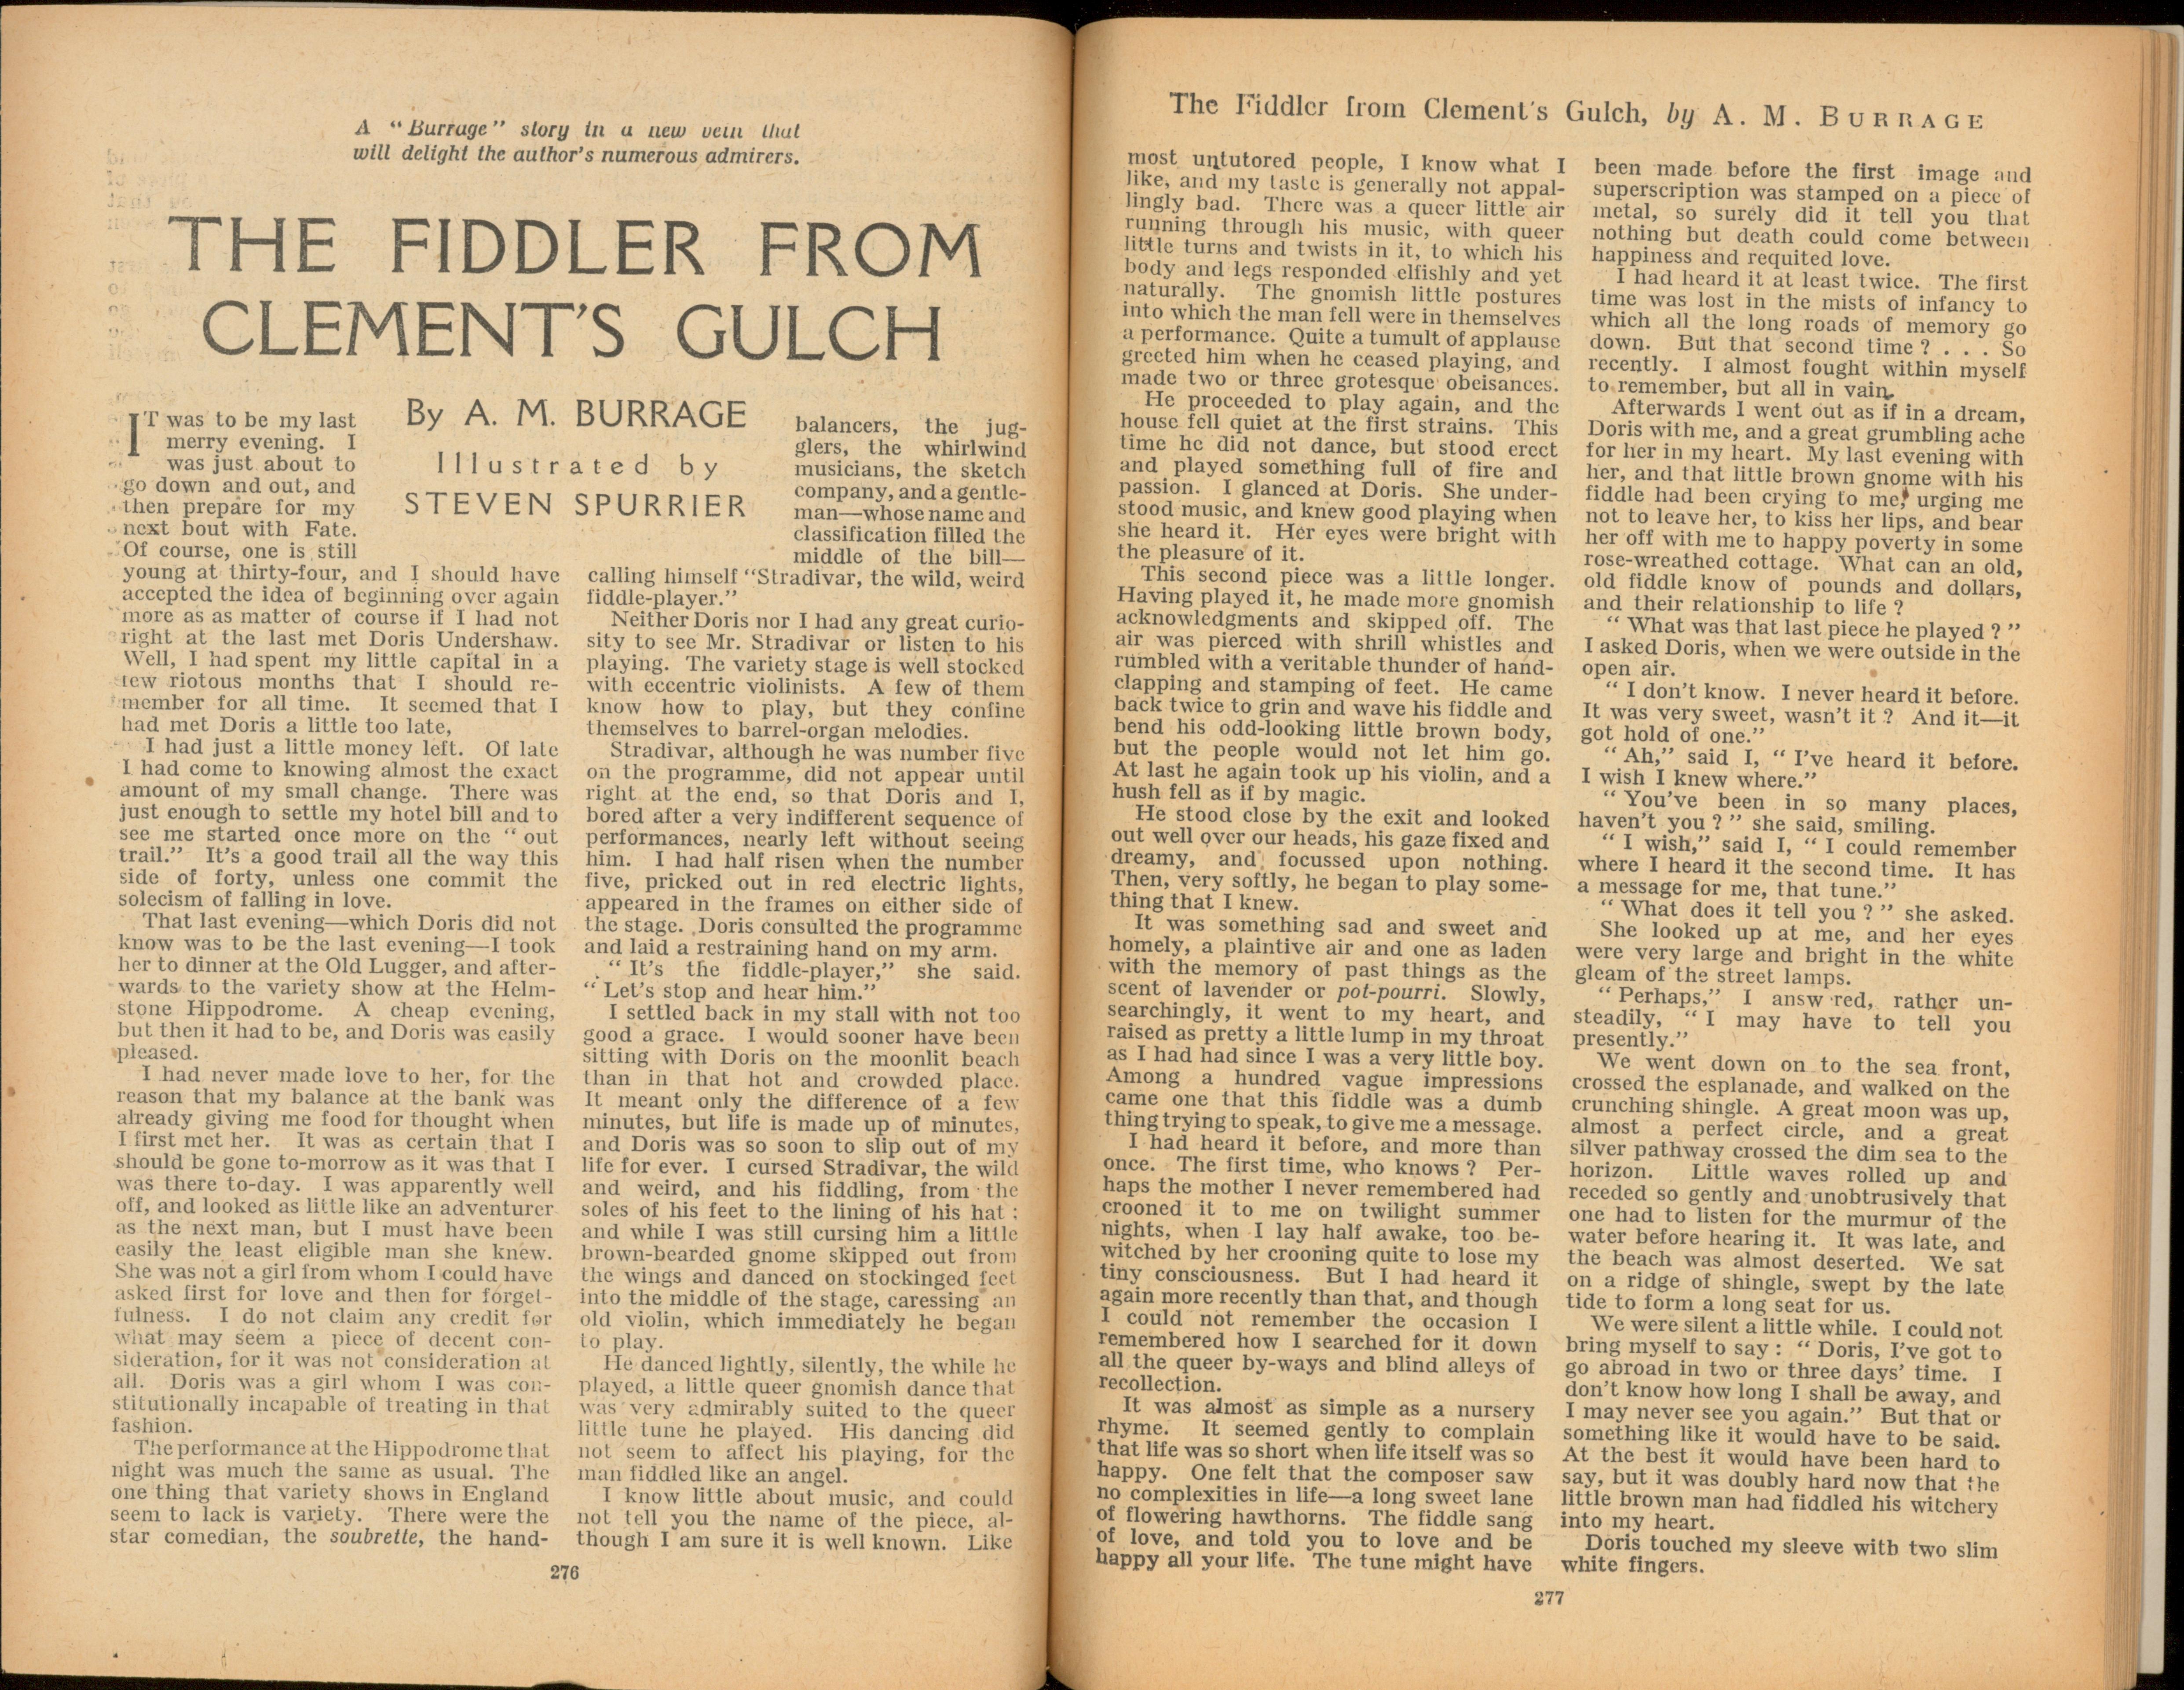 A "Burrage" story in a new vein that
will delight the author's numerous admirers.
THE FIDDLER FROM
CLEMENT'S GULCH
By A. M. BURRAGE
Illustrated by
STEVEN SPURRIER
IT was to be my last
merry evening. I
was just about to
go down and out, and
then prepare for my
next bout with Fate.
Of course, one is still
young at thirty-four, and I should have
accepted the idea of beginning over again
more as as matter of course if I had not
right at the last met Doris Undershaw.
Well, I had spent my little capital in a
few riotous months that I should re-
member for all time. It seemed that I
had met Doris a little too late,
I had just a little money left. Of late
I had come to knowing almost the exact
amount of my small change. There was
just enough to settle my hotel bill and to
see me started once more on the "out
trail." It's a good trail all the way this
side of forty, unless one commit the
solecism of falling in love.
That last evening—which Doris did not
know was to be the last evening—I took
her to dinner at the Old Lugger, and after-
wards to the variety show at the Helm-
stone Hippodrome. A cheap evening,
but then it had to be, and Doris was easily
pleased.
I had never made love to her, for the
reason that my balance at the bank was
already giving me food for thought when
I first met her. It was as certain that I
should be gone to-morrow as it was that I
was there to-day. I was apparently well
off, and looked as little like an adventurer
as the next man, but I must have been
easily the least eligible man she knew.
She was not a girl from whom I could have
asked first for love and then for forget-
fulness. I do not claim any credit for
what may seem a piece of decent con-
sideration, for it was not consideration at
all. Doris was a girl whom I was con-
stitutionally incapable of treating in that
fashion.
The performance at the Hippodrome that
night was much the same as usual. The
one thing that variety shows in England
seem to lack is variety. There were the
star comedian, the soubrette, the hand-
balancers, the jug-
glers, the whirlwind
musicians, the sketch
company, and a gentle-
man—whose name and
classification filled the
middle of the bill—
calling himself "Stradivar, the wild, weird
fiddle-player."
Neither Doris nor I had any great curio-
sity to see Mr. Stradivar or listen to his
playing. The variety stage is well stocked
with eccentric violinists. A few of them
know how to play, but they confine
themselves to barrel-organ melodies.
Stradivar, although he was number five
on the programme, did not appear until
right at the end, so that Doris and I,
bored after a very indifferent sequence of
performances, nearly left without seeing
him. I had half risen when the number
five, pricked out in red electric lights,
appeared in the frames on either side of
the stage. Doris consulted the programme
and laid a restraining hand on my arm.
"It's the fiddle-player," she said.
"Let's stop and hear him."
I settled back in my stall with not too
good a grace. I would sooner have been
sitting with Doris on the moonlit beach
than in that hot and crowded place.
It meant only the difference of a few
minutes, but life is made up of minutes,
and Doris was so soon to slip out of my
life for ever. I cursed Stradivar, the wild
and weird, and his fiddling, from the
soles of his feet to the lining of his hat;
and while I was still cursing him a little
brown-bearded gnome skipped out from
the wings and danced on stockinged feet
into the middle of the stage, caressing an
old violin, which immediately he began
to play.
He danced lightly, silently, the while he
played, a little queer gnomish dance that
was very admirably suited to the queer
little tune he played. His dancing did
not seem to affect his playing, for the
man fiddled like an angel.
I know little about music, and could
not tell you the name of the piece, al-
though I am sure it is well known. Like
276
The Fiddler from Clement's Gulch, by A. M. BURRAGE
most untutored people, I know what I
like, and my taste is generally not appal-
lingly bad. There was a queer little air
running through his music, with queer
little turns and twists in it, to which his
body and legs responded elfishly and yet
naturally. The gnomish little postures
into which the man fell were in themselves
a performance. Quite a tumult of applause
greeted him when he ceased playing, and
made two or three grotesque obeisances.
He proceeded to play again, and the
house fell quiet at the first strains. This
time he did not dance, but stood erect
and played something full of fire and
passion. I glanced at Doris. She under-
stood music, and knew good playing when
she heard it. Her eyes were bright with
the pleasure of it.
This second piece was a little longer.
Having played it, he made more gnomish
acknowledgments and skipped off. The
air was pierced with shrill whistles and
rumbled with a veritable thunder of hand-
clapping and stamping of feet. He came
back twice to grin and wave his fiddle and
bend his odd-looking little brown body,
but the people would not let him go.
At last he again took up his violin, and a
hush fell as if by magic.
He stood close by the exit and looked
out well over our heads, his gaze fixed and
dreamy, and focussed upon nothing.
Then, very softly, he began to play some-
thing that I knew.
It was something sad and sweet and
homely, a plaintive air and one as laden
with the memory of past things as the
scent of lavender or pot-pourri. Slowly,
searchingly, it went to my heart, and
raised as pretty a little lump in my throat
as I had had since I was a very little boy.
Among a hundred vague impressions
came one that this fiddle was a dumb
thing trying to speak, to give me a message.
I had heard it before, and more than
once. The first time, who knows? Per-
haps the mother I never remembered had
crooned it to me on twilight summer
nights, when I lay half awake, too be-
witched by her crooning quite to lose my
tiny consciousness. But I had heard it
again more recently than that, and though
I could not remember the occasion I
remembered how I searched for it down
all the queer by-ways and blind alleys of
recollection.
It was almost as simple as a nursery
rhyme. It seemed gently to complain
that life was so short when life itself was so
happy. One felt that the composer saw
no complexities in life—a long sweet lane
of flowering hawthorns. The fiddle sang
of love, and told you to love and be
happy all your life. The tune might have
been made before the first image and
superscription was stamped on a piece of
metal, so surely did it tell you that
nothing but death could come between
happiness and requited love.
I had heard it at least twice. The first
time was lost in the mists of infancy to
which all the long roads of memory go
down. But that second time? . . . So
recently. I almost fought within myself
to remember, but all in vain.
Afterwards I went out as if in a dream,
Doris with me, and a great grumbling ache
for her in my heart. My last evening with
her, and that little brown gnome with his
fiddle had been crying to me, urging me
not to leave her, to kiss her lips, and bear
her off with me to happy poverty in some
rose-wreathed cottage. What can an old,
old fiddle know of pounds and dollars,
and their relationship to life?
"What was that last piece he played?"
I asked Doris, when we were outside in the
open air.
"I don't know. I never heard it before.
It was very sweet, wasn't it? And it—it
got hold of one."
"Ah," said I, "I've heard it before.
I wish I knew where."
"You've been in so many places,
haven't you?" she said, smiling.
"I wish," said I, "I could remember
where I heard it the second time. It has
a message for me, that tune."
"What does it tell you?" she asked.
She looked up at me, and her eyes
were very large and bright in the white
gleam of the street lamps.
"Perhaps," I answ red, rather un-
steadily, "I may have to tell you
presently."
We went down on to the sea front,
crossed the esplanade, and walked on the
crunching shingle. A great moon was up,
almost a perfect circle, and a great
silver pathway crossed the dim sea to the
horizon. Little waves rolled up and
receded so gently and unobtrusively that
one had to listen for the murmur of the
water before hearing it. It was late, and
the beach was almost deserted. We sat
on a ridge of shingle, swept by the late
tide to form a long seat for us.
We were silent a little while. I could not
bring myself to say: "Doris, I've got to
go abroad in two or three days' time. I
don't know how long I shall be away, and
I may never see you again." But that or
something like it would have to be said.
At the best it would have been hard to
say, but it was doubly hard now that the
little brown man had fiddled his witchery
into my heart.
Doris touched my sleeve with two slim
white fingers.
277